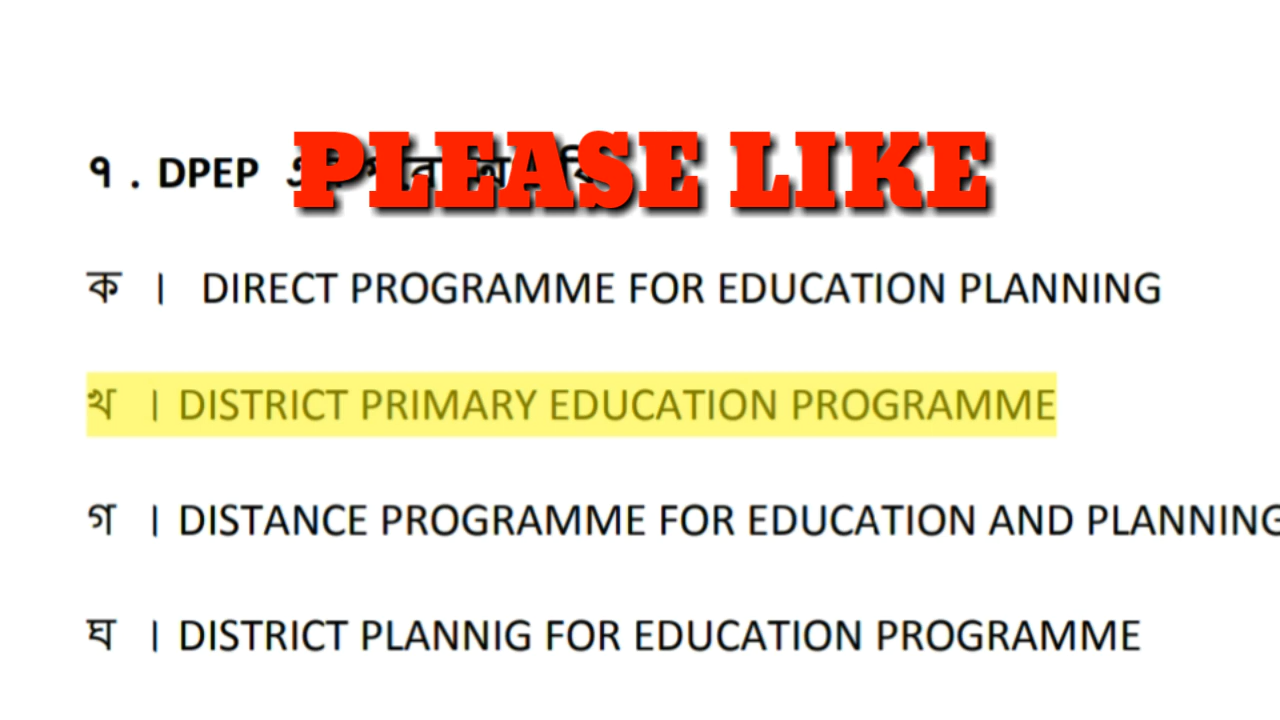 PLEASE LIKE
৭ . DPEP
ক । DIRECT PROGRAMME FOR EDUCATION PLANNING
খ । DISTRICT PRIMARY EDUCATION PROGRAMME
গ । DISTANCE PROGRAMME FOR EDUCATION AND PLANNING
ঘ । DISTRICT PLANNIG FOR EDUCATION PROGRAMME